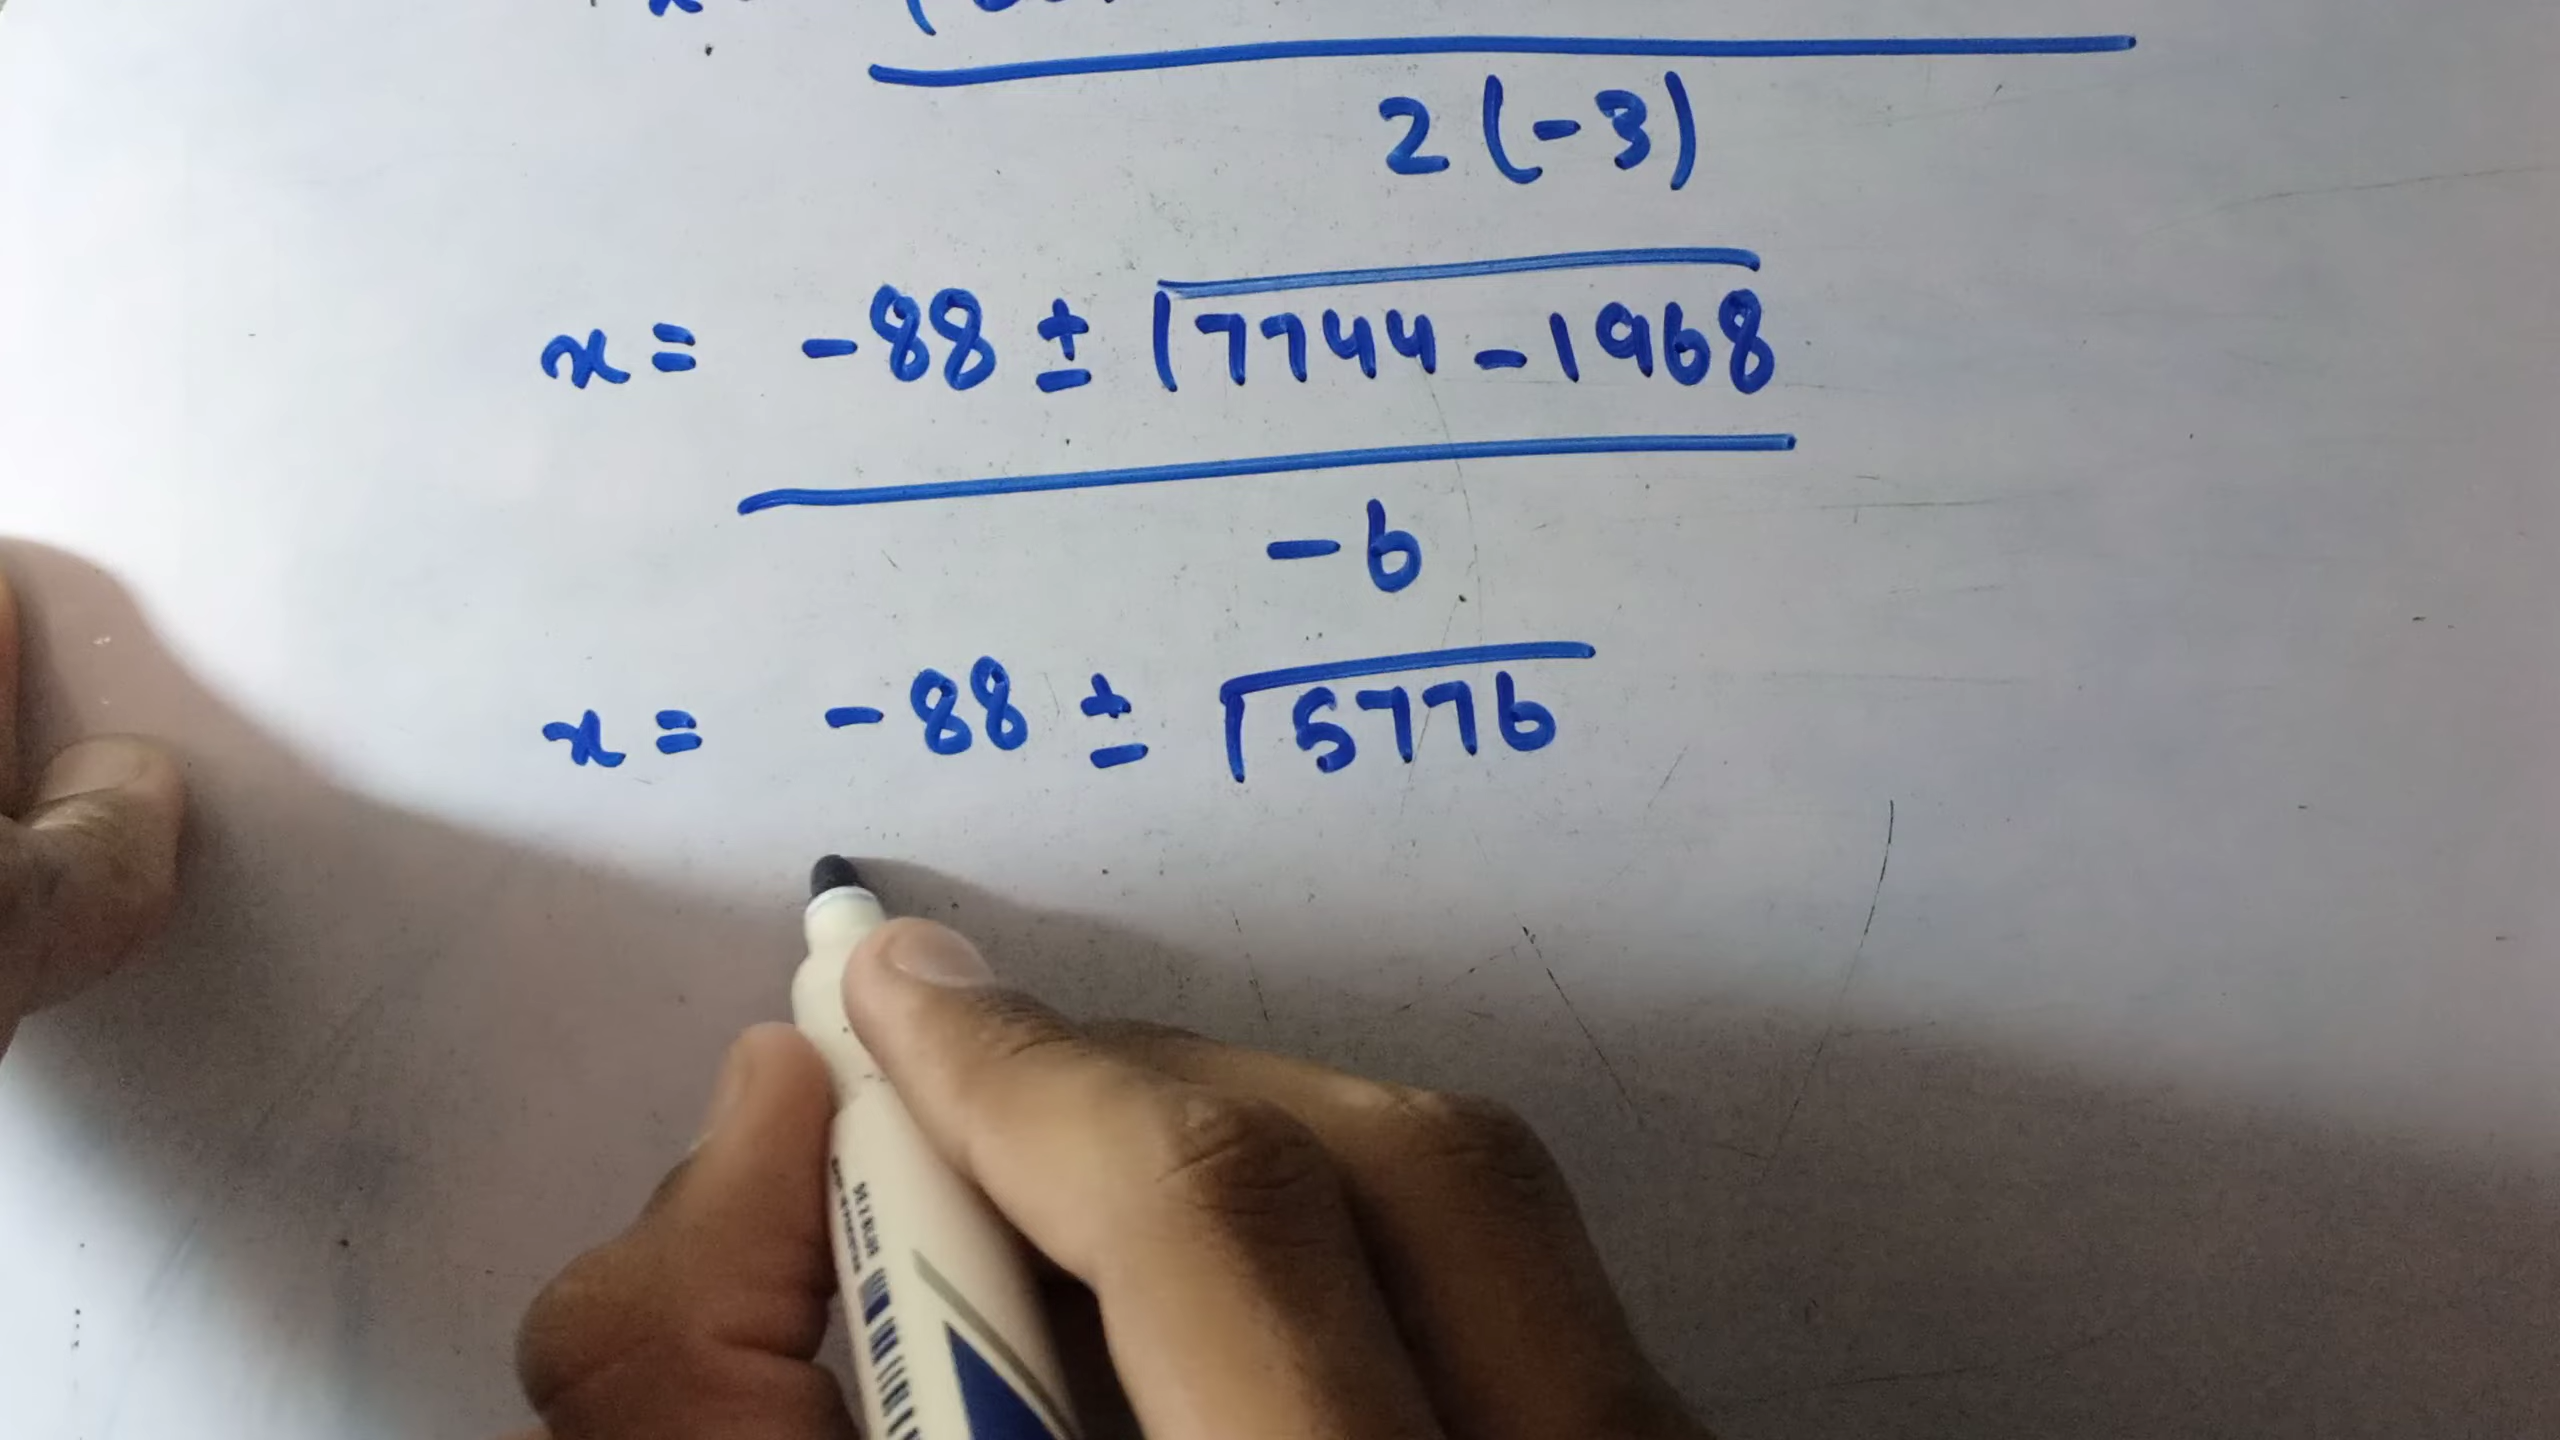 2(-3)
x = -88 ± √7744 - 1968
-6
x = -88 ± √5776